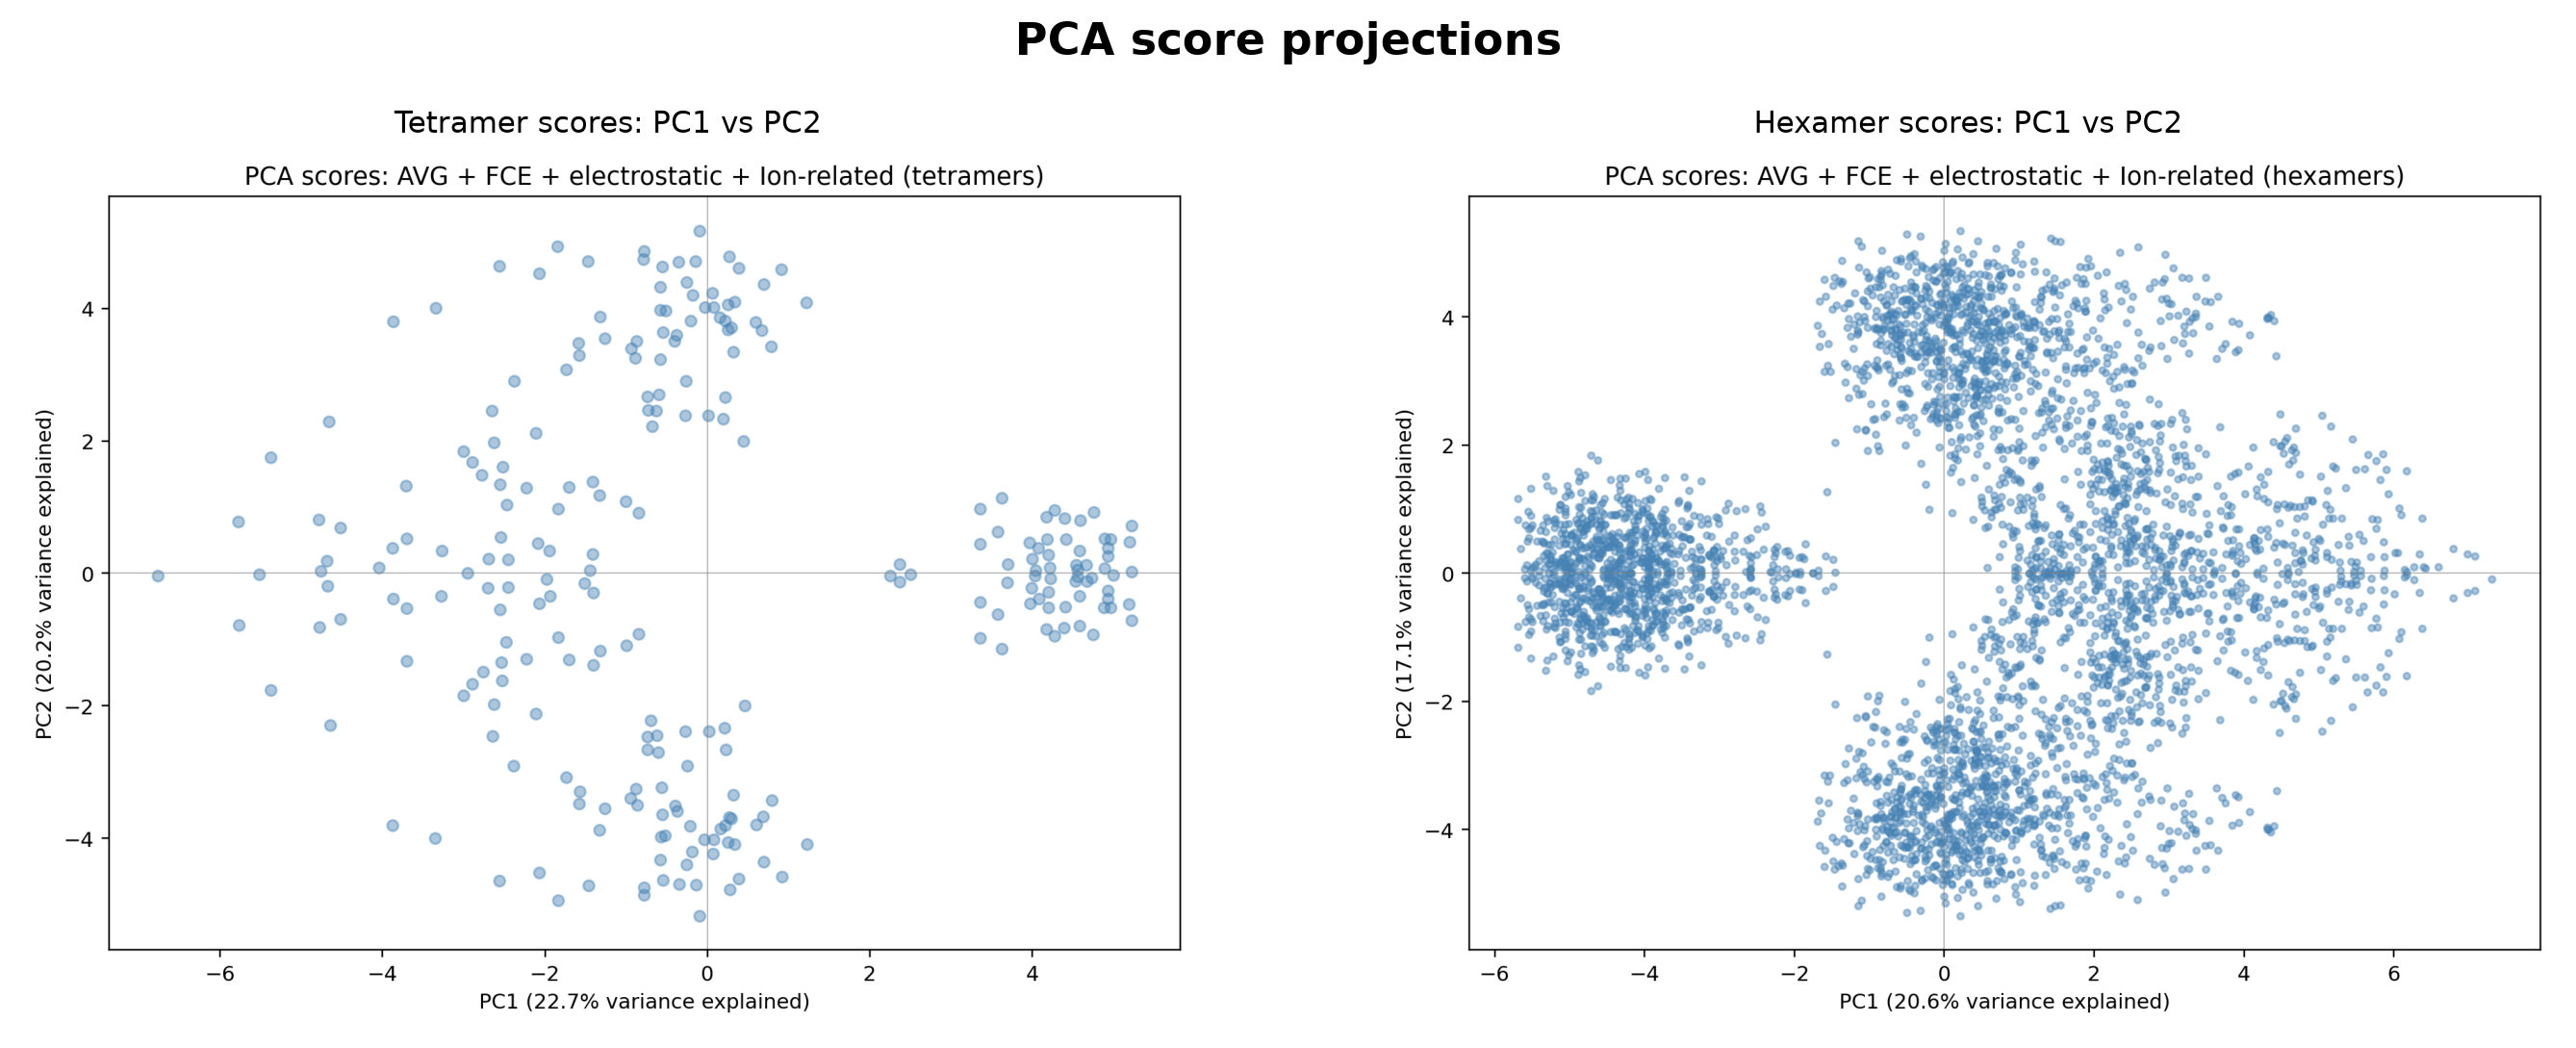 PCA score projections
Tetramer scores: PC1 vs PC2
PCA scores: AVG + FCE + electrostatic + Ion-related (tetramers)
PC2 (20.2% variance explained)
4
2
0
−2
−4
−6
−4
−2
0
2
4
PC1 (22.7% variance explained)
Hexamer scores: PC1 vs PC2
PCA scores: AVG + FCE + electrostatic + Ion-related (hexamers)
PC2 (17.1% variance explained)
4
2
0
−2
−4
−6
−4
−2
0
2
4
6
PC1 (20.6% variance explained)